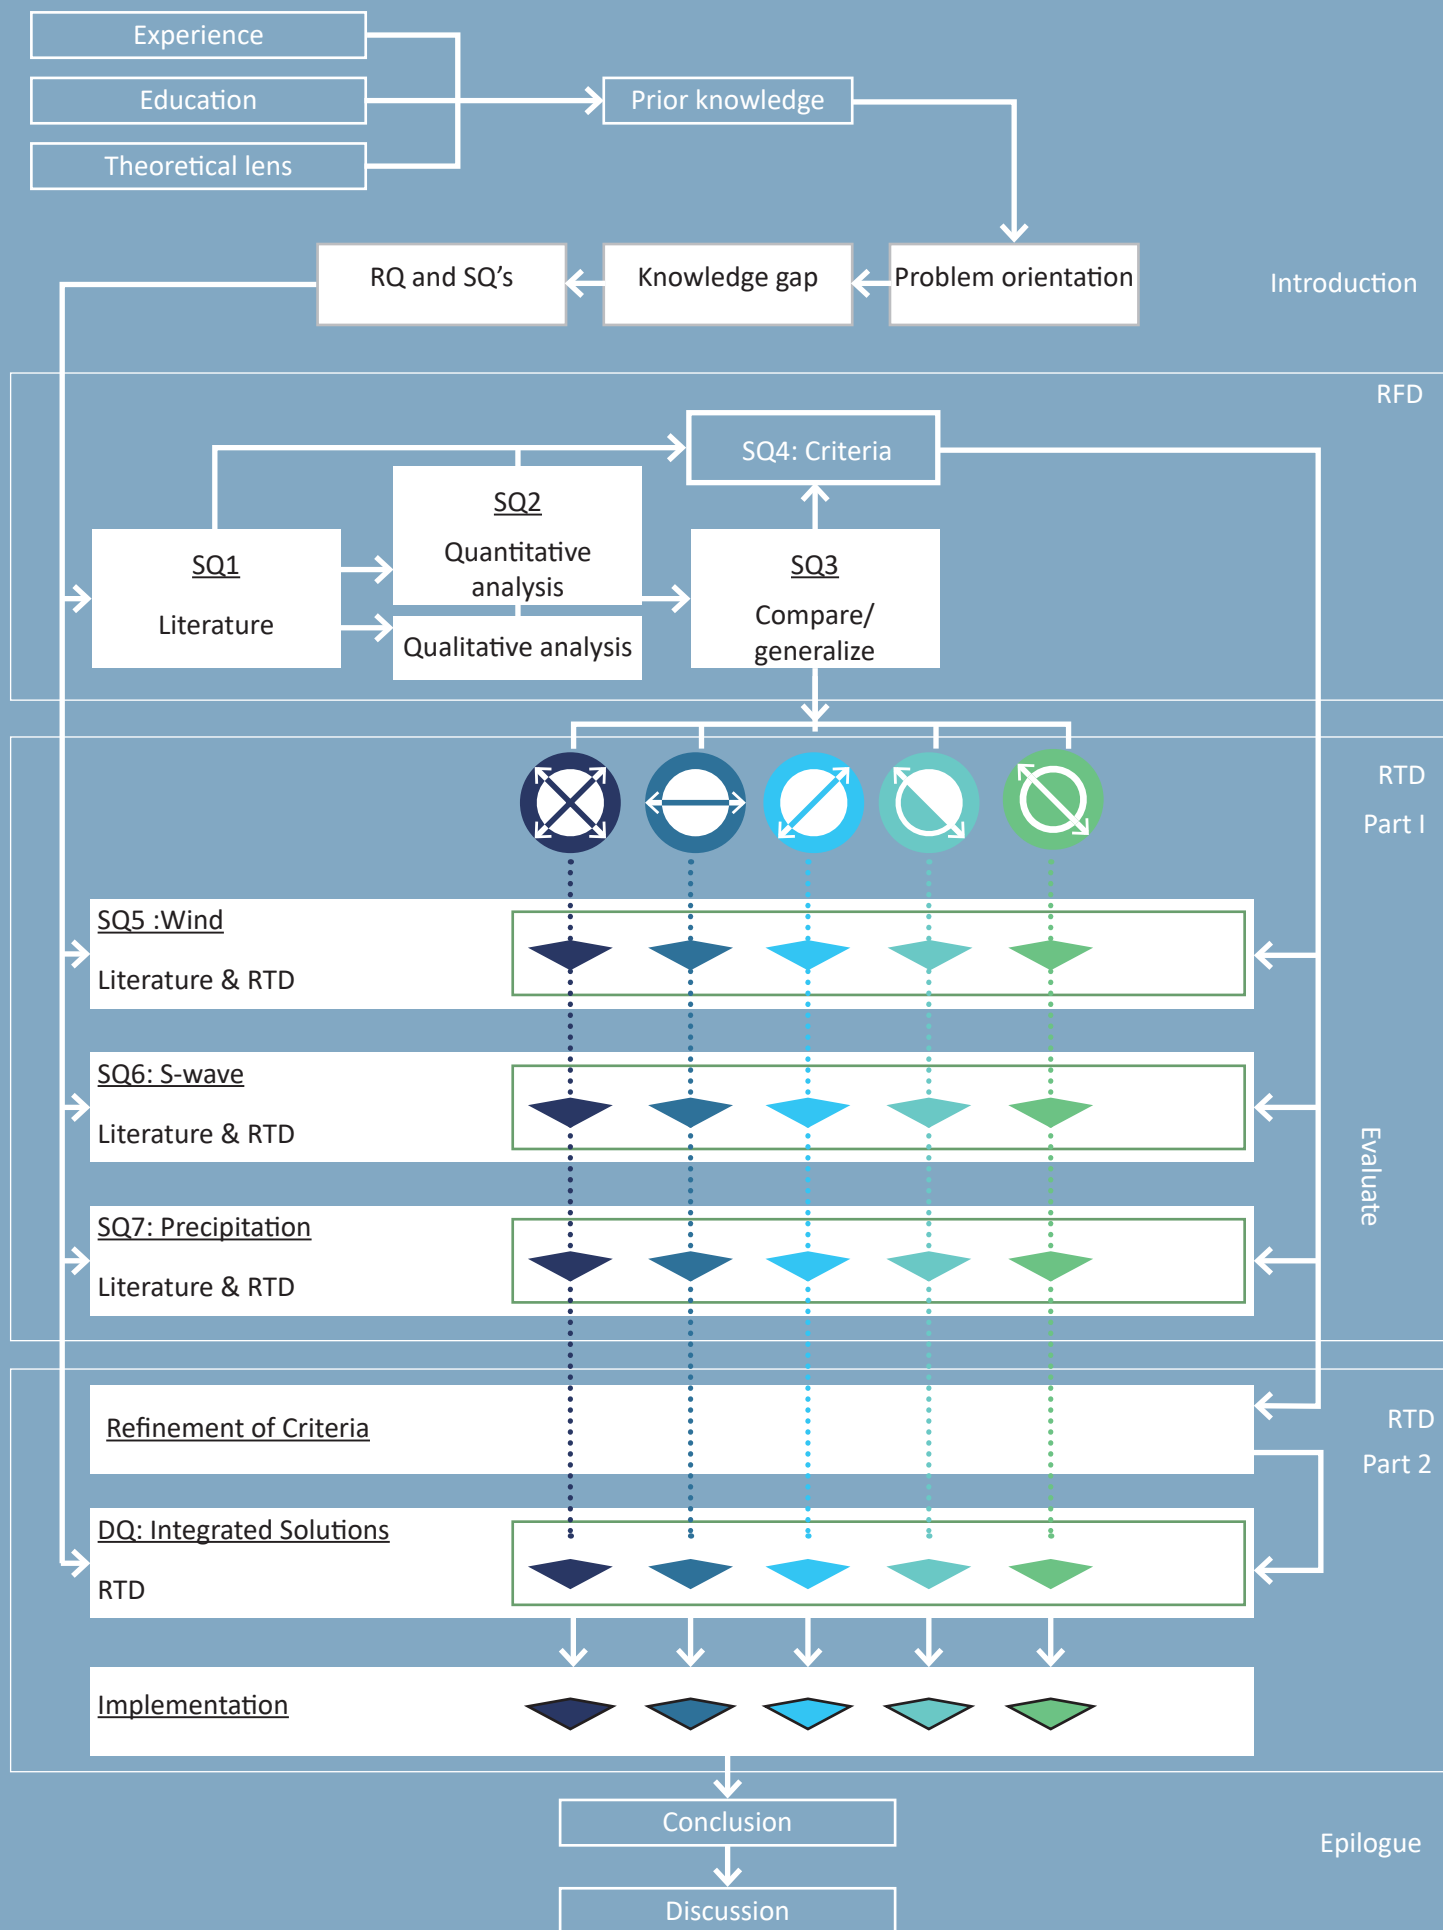 Experience
Education
Prior knowledge
Theoretical lens
RQ and SQ's
Knowledge gap
Problem orientation
Introduction
RFD
SQ4: Criteria
SQ2
Quantitative
analysis
SQ1
Literature
SQ3
Compare/
generalize
Qualitative analysis
RTD
Part I
SQ5 :Wind
Literature & RTD
SQ6: S-wave
Literature & RTD
Evaluate
SQ7: Precipitation
Literature & RTD
Refinement of Criteria
RTD
Part 2
DQ: Integrated Solutions
RTD
Implementation
Conclusion
Epilogue
Discussion